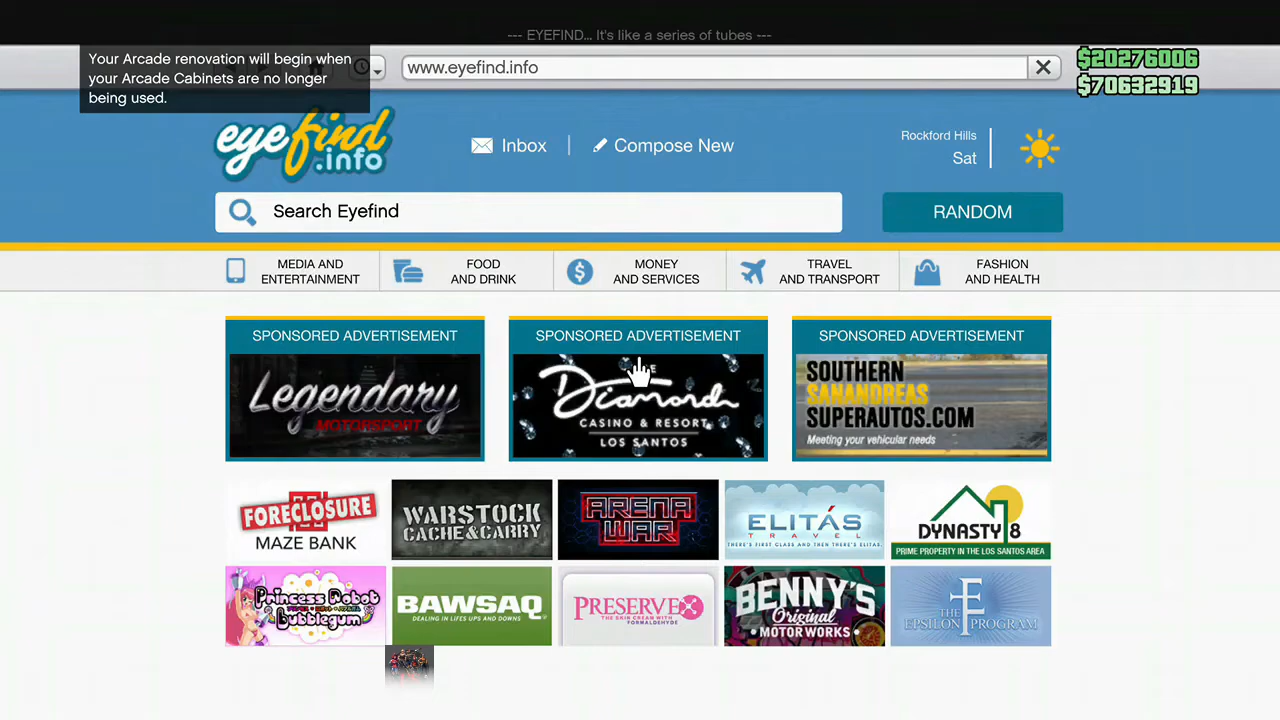 --- EYEFIND... It's like a series of tubes ---
Your Arcade renovation will begin when
your Arcade Cabinets are no longer
being used.
www.eyefind.info
$20276006
$70632919
eyefind
.info
Inbox
Compose New
Rockford Hills
Sat
Search Eyefind
RANDOM
MEDIA AND
ENTERTAINMENT
FOOD
AND DRINK
MONEY
AND SERVICES
TRAVEL
AND TRANSPORT
FASHION
AND HEALTH
SPONSORED ADVERTISEMENT
Legendary
MOTORSPORT
SPONSORED ADVERTISEMENT
Diamond
CASINO & RESORT
LOS SANTOS
SPONSORED ADVERTISEMENT
SOUTHERN
SANANDREAS
SUPERAUTOS.COM
Meeting your vehicular needs
FORECLOSURE
MAZE BANK
WARSTOCK
CACHE & CARRY
ARENA
WAR
ELITÁS
TRAVEL
THERE'S FIRST CLASS AND THEN THERE'S ELITAS.
DYNASTY 8
PRIME PROPERTY IN THE LOS SANTOS AREA
Princess Robot
Bubblegum
BAWSAQ
DEALING IN LIFES UPS AND DOWNS
PRESERVEX
THE SKIN CREAM WITH
FORMALDEHYDE
BENNY'S
Original
MOTOR WORKS
THE
EPSILON PROGRAM